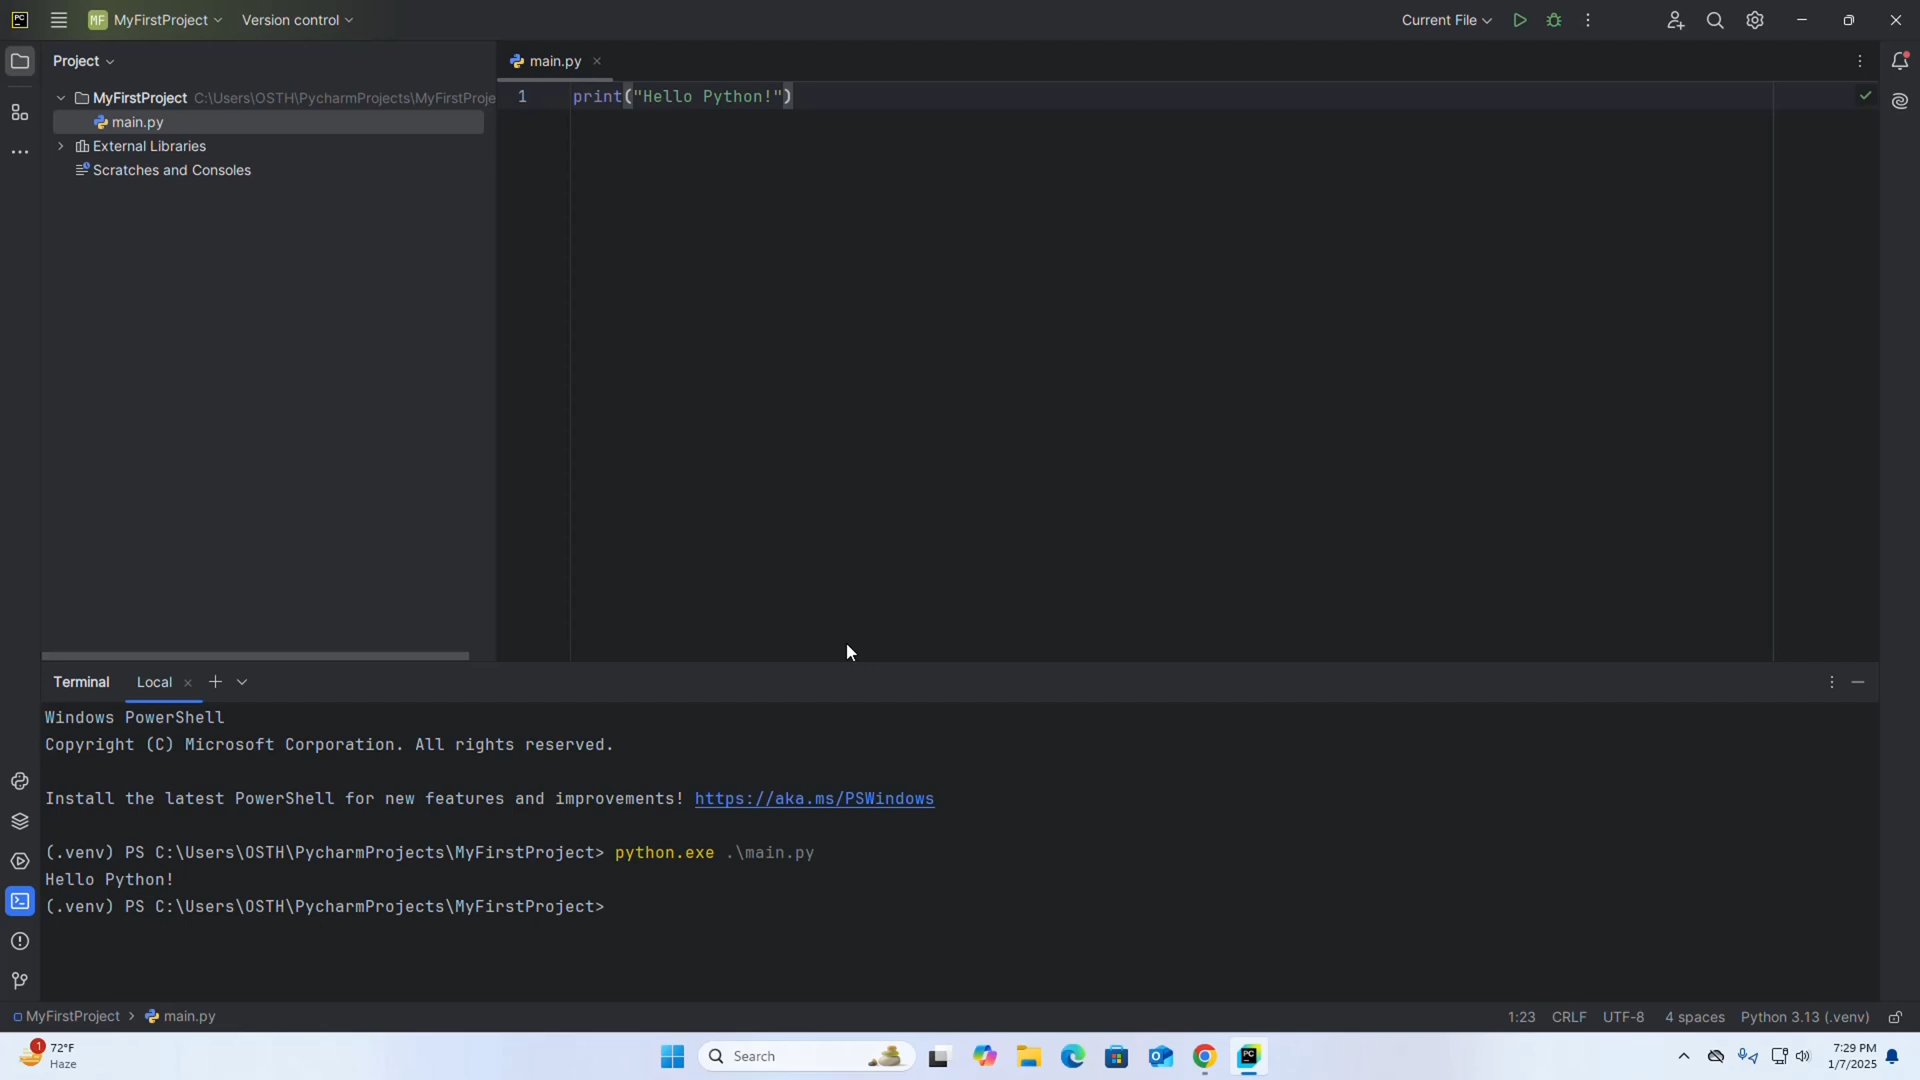 PC
MF MyFirstProject Version control
Current File
Project
main.py
MyFirstProject C:\Users\OSTH\PycharmProjects\MyFirstProje
main.py
External Libraries
Scratches and Consoles
1 print("Hello Python!")
Terminal Local
Windows PowerShell
Copyright (C) Microsoft Corporation. All rights reserved.
Install the latest PowerShell for new features and improvements! https://aka.ms/PSWindows
(.venv) PS C:\Users\OSTH\PycharmProjects\MyFirstProject> python.exe .\main.py
Hello Python!
(.venv) PS C:\Users\OSTH\PycharmProjects\MyFirstProject>
MyFirstProject > main.py
1:23 CRLF UTF-8 4 spaces Python 3.13 (.venv)
1 72°F
Haze
Search
PC
7:29 PM
1/7/2025